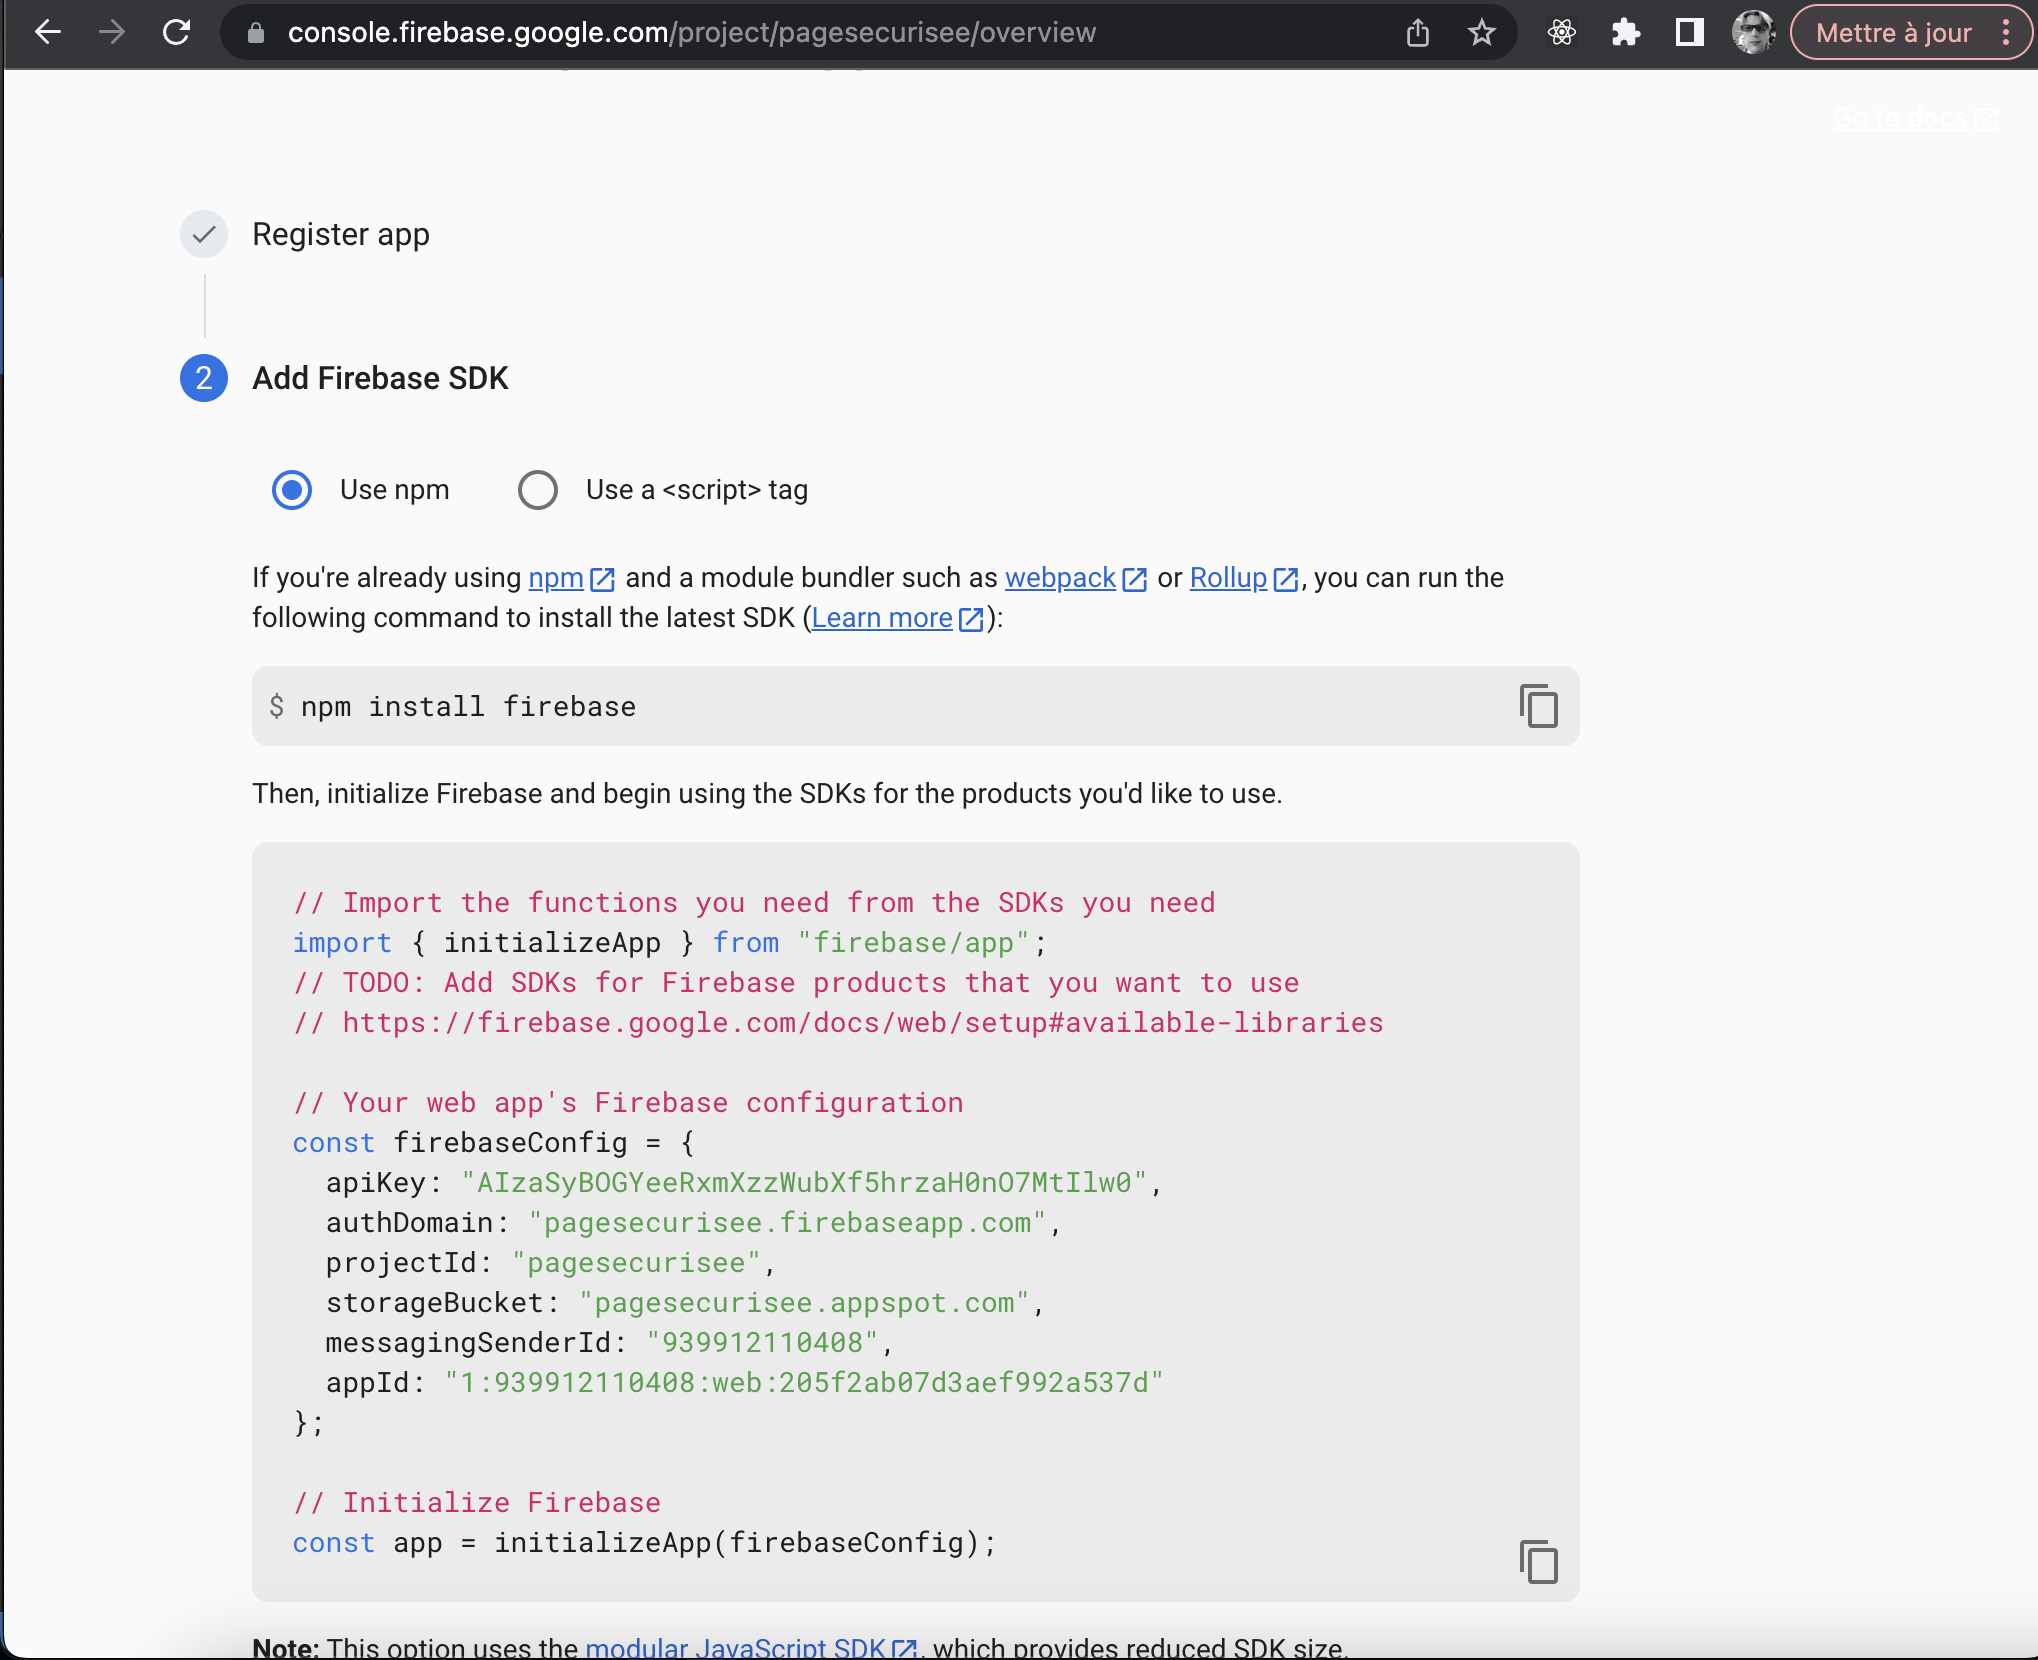 console.firebase.google.com/project/pagesecurisee/overview
Mettre à jour
Go to docs
Register app
2 Add Firebase SDK
Use npm Use a <script> tag
If you're already using npm and a module bundler such as webpack or Rollup, you can run the
following command to install the latest SDK (Learn more):
$ npm install firebase
Then, initialize Firebase and begin using the SDKs for the products you'd like to use.
// Import the functions you need from the SDKs you need
import { initializeApp } from "firebase/app";
// TODO: Add SDKs for Firebase products that you want to use
// https://firebase.google.com/docs/web/setup#available-libraries
// Your web app's Firebase configuration
const firebaseConfig = {
apiKey: "AIzaSyBOGYeeRxmXzzWubXf5hrzaH0nO7MtIlw0",
authDomain: "pagesecurisee.firebaseapp.com",
projectId: "pagesecurisee",
storageBucket: "pagesecurisee.appspot.com",
messagingSenderId: "939912110408",
appId: "1:939912110408:web:205f2ab07d3aef992a537d"
};
// Initialize Firebase
const app = initializeApp(firebaseConfig);
Note: This option uses the modular JavaScript SDK, which provides reduced SDK size.